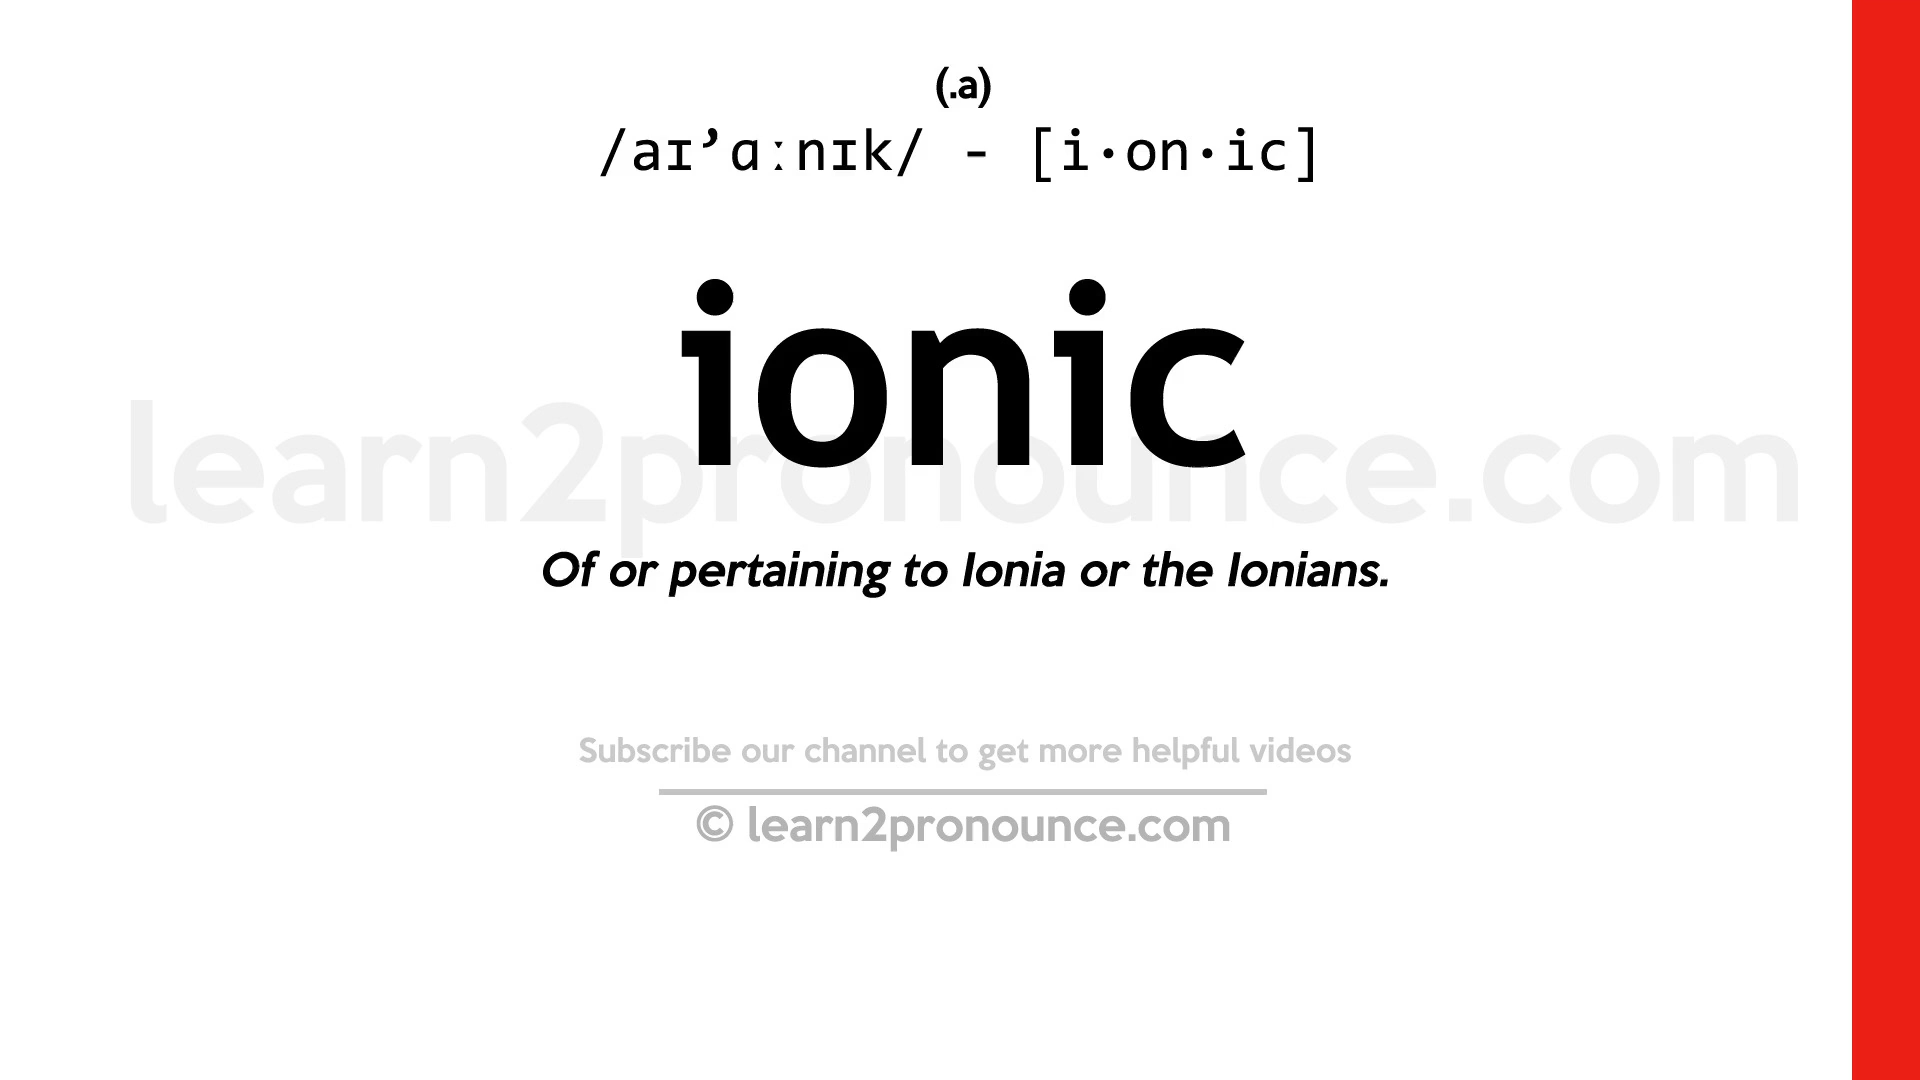 (.a)
/aɪ’ɑːnɪk/ - [i·on·ic]
ionic
learn2pronounce.com
Of or pertaining to Ionia or the Ionians.
Subscribe our channel to get more helpful videos
© learn2pronounce.com